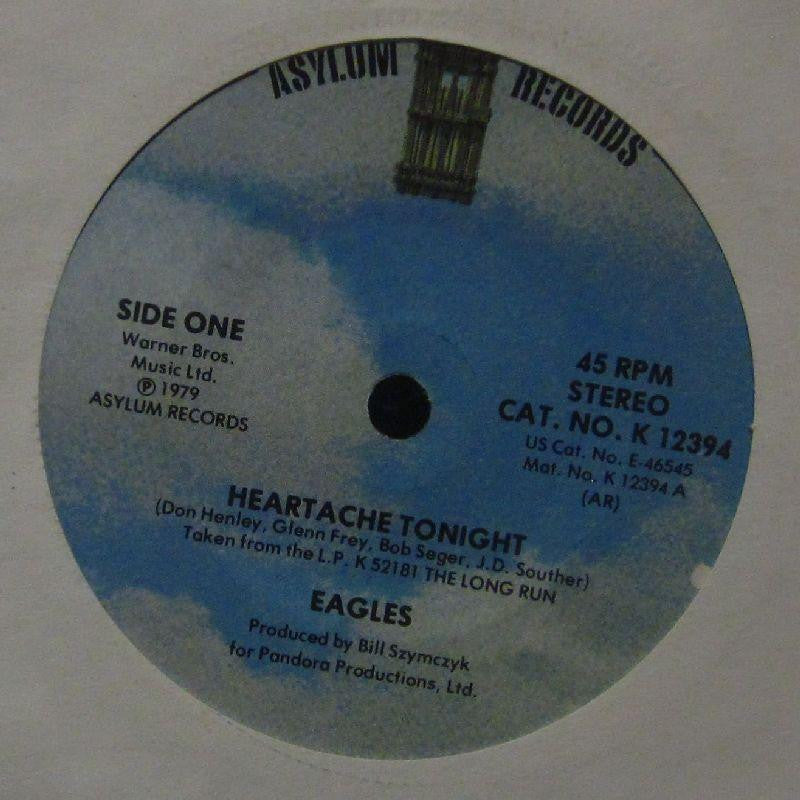 ASYLUM RECORDS
SIDE ONE
Warner Bros.
Music Ltd.
℗ 1979
ASYLUM RECORDS
45 RPM
STEREO
CAT. NO. K 12394
US Cat. No. E-46545
Mat. No. K 12394 A
(AR)
HEARTACHE TONIGHT
(Don Henley, Glenn Frey, Bob Seger, J.D. Souther)
Taken from the L.P. K 52181 THE LONG RUN
EAGLES
Produced by Bill Szymczyk
for Pandora Productions, Ltd.